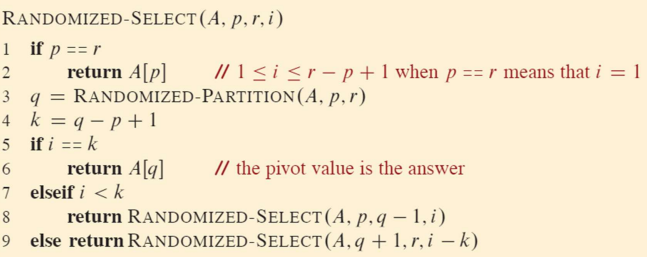 RANDOMIZED-SELECT(A, p, r, i)
1 if p == r
2 return A[p] // 1 ≤ i ≤ r − p + 1 when p == r means that i = 1
3 q = RANDOMIZED-PARTITION(A, p, r)
4 k = q − p + 1
5 if i == k
6 return A[q] // the pivot value is the answer
7 elseif i < k
8 return RANDOMIZED-SELECT(A, p, q − 1, i)
9 else return RANDOMIZED-SELECT(A, q + 1, r, i − k)